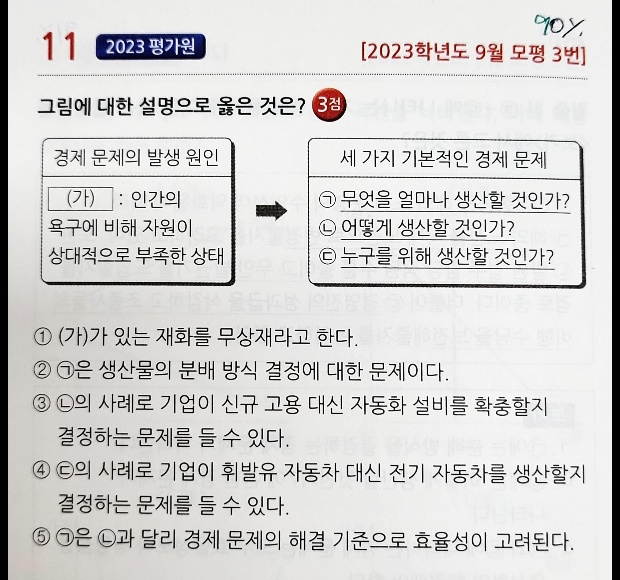 90%
11 2023 평가원 [2023학년도 9월 모평 3번]
그림에 대한 설명으로 옳은 것은? 3점
경제 문제의 발생 원인
(가) : 인간의
욕구에 비해 자원이
상대적으로 부족한 상태
세 가지 기본적인 경제 문제
㉠ 무엇을 얼마나 생산할 것인가?
㉡ 어떻게 생산할 것인가?
㉢ 누구를 위해 생산할 것인가?
① (가)가 있는 재화를 무상재라고 한다.
② ㉠은 생산물의 분배 방식 결정에 대한 문제이다.
③ ㉡의 사례로 기업이 신규 고용 대신 자동화 설비를 확충할지
결정하는 문제를 들 수 있다.
④ ㉢의 사례로 기업이 휘발유 자동차 대신 전기 자동차를 생산할지
결정하는 문제를 들 수 있다.
⑤ ㉠은 ㉡과 달리 경제 문제의 해결 기준으로 효율성이 고려된다.